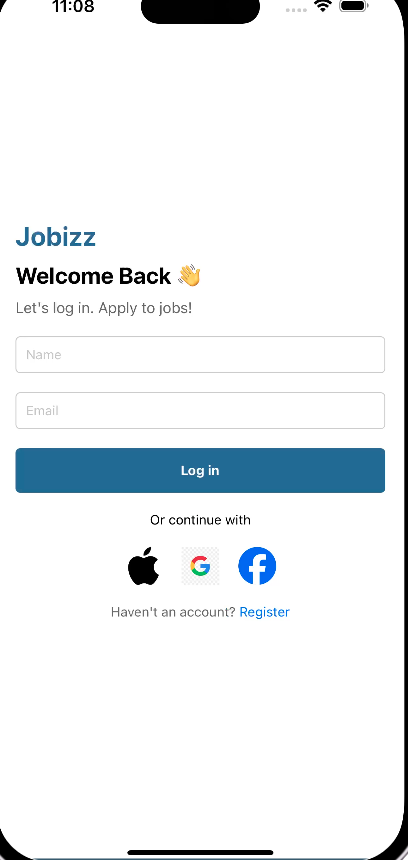 11:08
Jobizz
Welcome Back 👋
Let's log in. Apply to jobs!
Name
Email
Log in
Or continue with
Haven't an account? Register